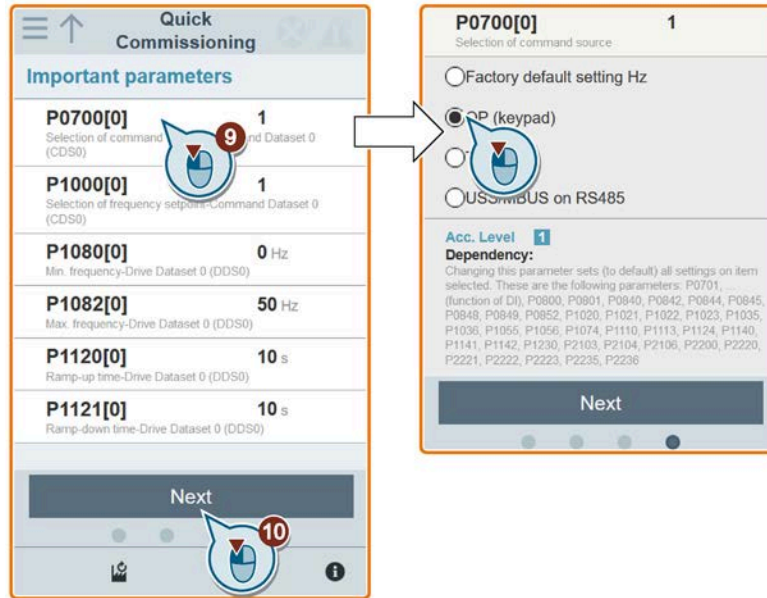 Quick
Commissioning
Important parameters
P0700[0] 1
Selection of command nd Dataset 0
(CDS0)
9
P1000[0] 1
Selection of frequency setpoint-Command Dataset 0
(CDS0)
P1080[0] 0 Hz
Min. frequency-Drive Dataset 0 (DDS0)
P1082[0] 50 Hz
Max. frequency-Drive Dataset 0 (DDS0)
P1120[0] 10 s
Ramp-up time-Drive Dataset 0 (DDS0)
P1121[0] 10 s
Ramp-down time-Drive Dataset 0 (DDS0)
Next
10
P0700[0] 1
Selection of command source
Factory default setting Hz
OP (keypad)
USS/MBUS on RS485
Acc. Level 1
Dependency:
Changing this parameter sets (to default) all settings on item
selected. These are the following parameters: P0701, ...
(function of DI), P0800, P0801, P0840, P0842, P0844, P0845,
P0848, P0849, P0852, P1020, P1021, P1022, P1023, P1035,
P1036, P1055, P1056, P1074, P1110, P1113, P1124, P1140,
P1141, P1142, P1230, P2103, P2104, P2106, P2200, P2220,
P2221, P2222, P2223, P2235, P2236
Next